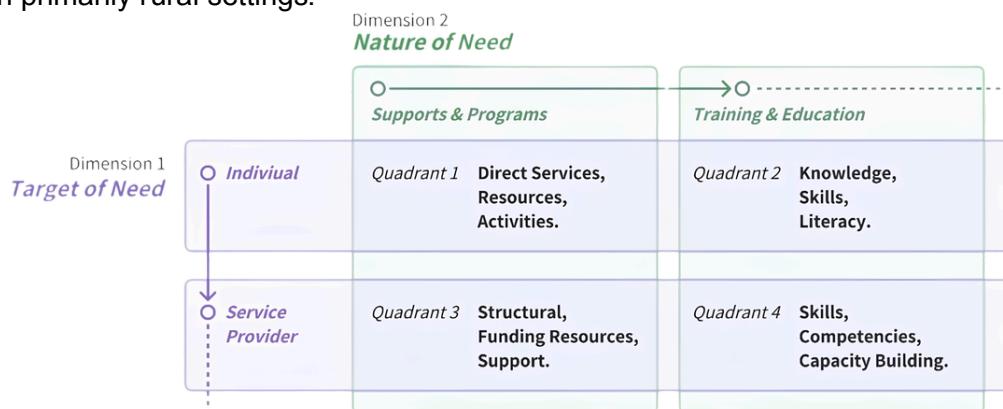 n primarily rural settings.
Dimension 2
Nature of Need
Supports & Programs
Training & Education
Dimension 1
Target of Need
Indiviual
Quadrant 1
Direct Services,
Resources,
Activities.
Quadrant 2
Knowledge,
Skills,
Literacy.
Service
Provider
Quadrant 3
Structural,
Funding Resources,
Support.
Quadrant 4
Skills,
Competencies,
Capacity Building.